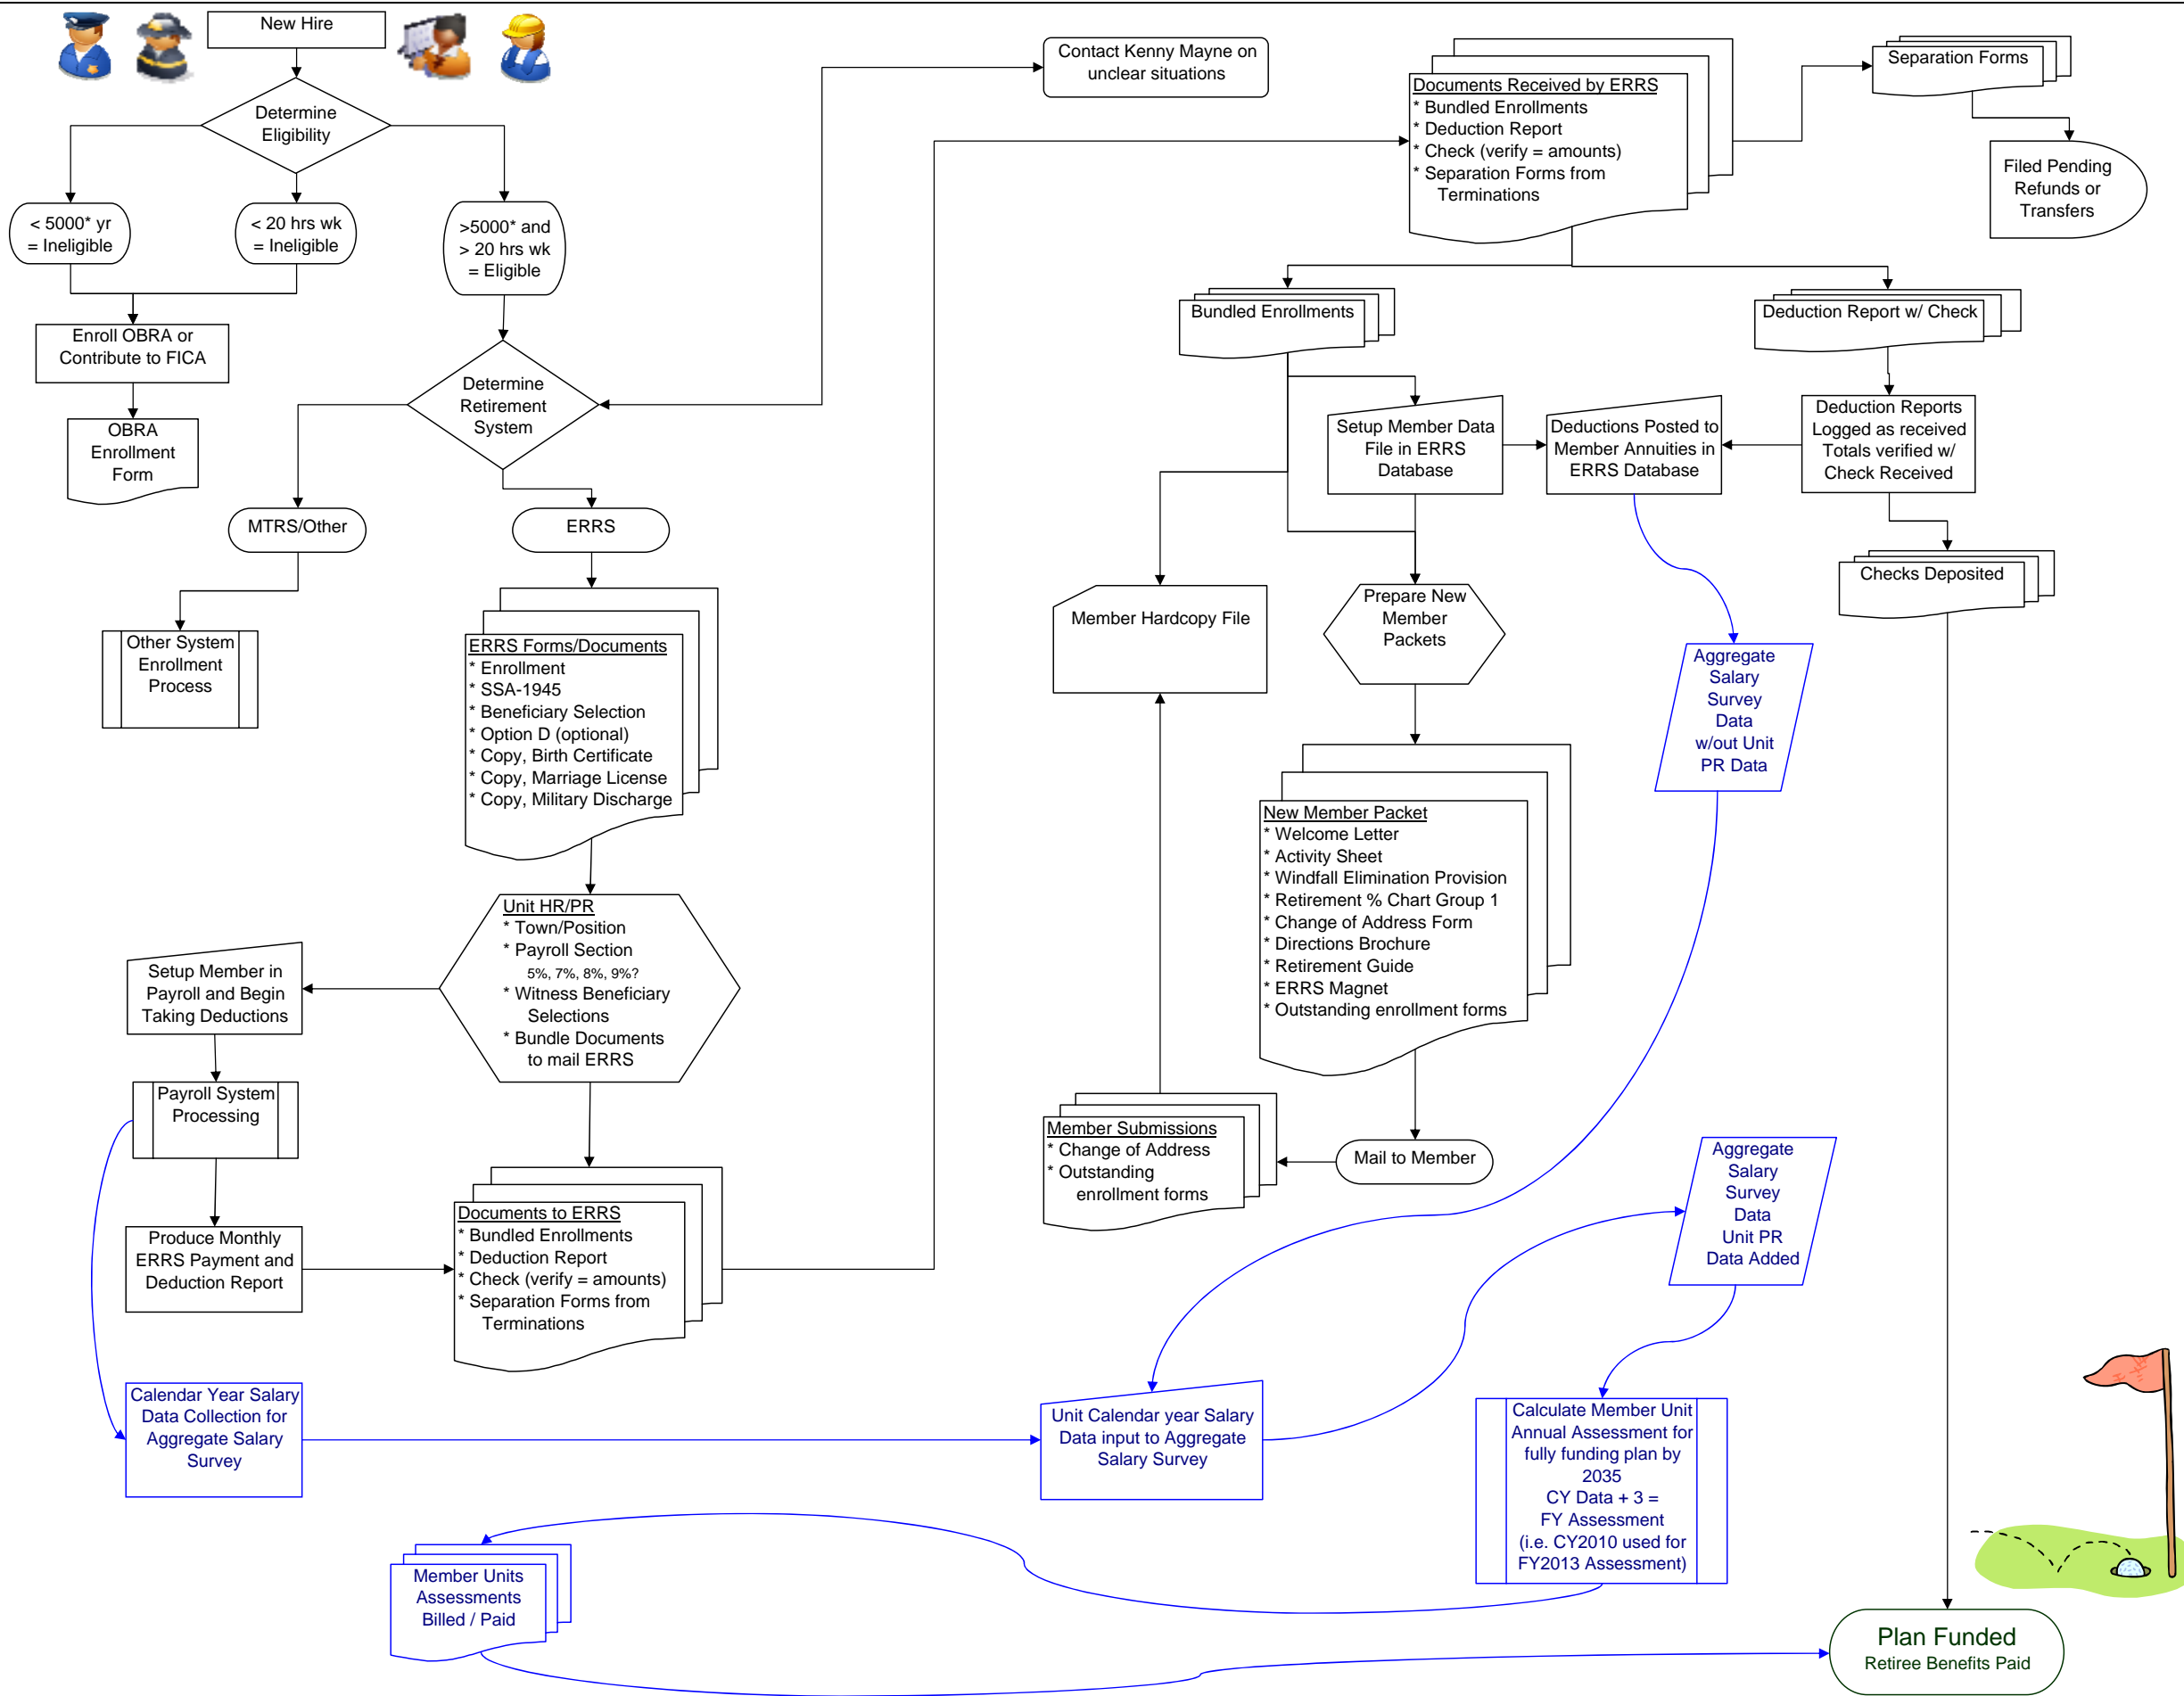 New Hire
Determine
Eligibility
< 5000* yr
= Ineligible
< 20 hrs wk
= Ineligible
>5000* and
> 20 hrs wk
= Eligible
Enroll OBRA or
Contribute to FICA
OBRA
Enrollment
Form
Determine
Retirement
System
Contact Kenny Mayne on
unclear situations
MTRS/Other
ERRS
Other System
Enrollment
Process
ERRS Forms/Documents
* Enrollment
* SSA-1945
* Beneficiary Selection
* Option D (optional)
* Copy, Birth Certificate
* Copy, Marriage License
* Copy, Military Discharge
Unit HR/PR
* Town/Position
* Payroll Section
5%, 7%, 8%, 9%?
* Witness Beneficiary
Selections
* Bundle Documents
to mail ERRS
Setup Member in
Payroll and Begin
Taking Deductions
Payroll System
Processing
Produce Monthly
ERRS Payment and
Deduction Report
Documents to ERRS
* Bundled Enrollments
* Deduction Report
* Check (verify = amounts)
* Separation Forms from
Terminations
Calendar Year Salary
Data Collection for
Aggregate Salary
Survey
Documents Received by ERRS
* Bundled Enrollments
* Deduction Report
* Check (verify = amounts)
* Separation Forms from
Terminations
Separation Forms
Filed Pending
Refunds or
Transfers
Bundled Enrollments
Deduction Report w/ Check
Setup Member Data
File in ERRS
Database
Deductions Posted to
Member Annuities in
ERRS Database
Deduction Reports
Logged as received
Totals verified w/
Check Received
Checks Deposited
Member Hardcopy File
Prepare New
Member
Packets
Aggregate
Salary
Survey
Data
w/out Unit
PR Data
New Member Packet
* Welcome Letter
* Activity Sheet
* Windfall Elimination Provision
* Retirement % Chart Group 1
* Change of Address Form
* Directions Brochure
* Retirement Guide
* ERRS Magnet
* Outstanding enrollment forms
Mail to Member
Member Submissions
* Change of Address
* Outstanding
enrollment forms
Aggregate
Salary
Survey
Data
Unit PR
Data Added
Unit Calendar year Salary
Data input to Aggregate
Salary Survey
Calculate Member Unit
Annual Assessment for
fully funding plan by
2035
CY Data + 3 =
FY Assessment
(i.e. CY2010 used for
FY2013 Assessment)
Member Units
Assessments
Billed / Paid
Plan Funded
Retiree Benefits Paid